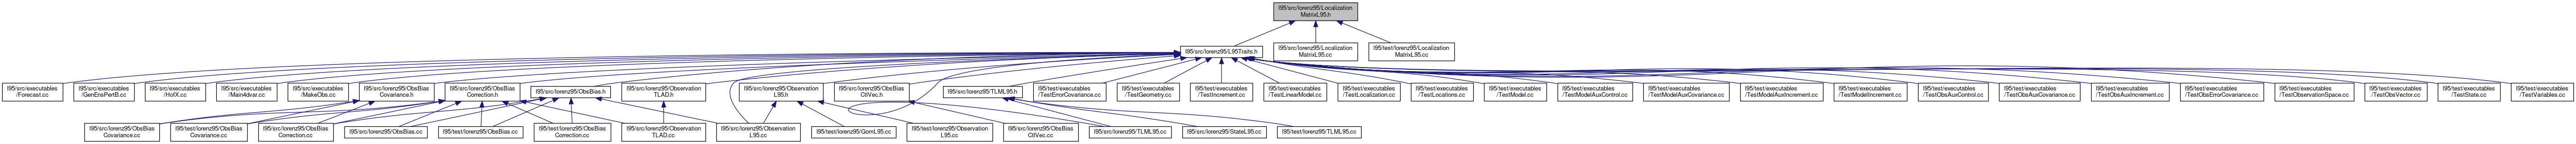 l95/src/lorenz95/Localization
MatrixL95.h
l95/src/lorenz95/L95Traits.h
l95/src/lorenz95/Localization
MatrixL95.cc
l95/test/lorenz95/Localization
MatrixL95.cc
l95/src/executables
/Forecast.cc
l95/src/executables
/GenEnsPertB.cc
l95/src/executables
/HofX.cc
l95/src/executables
/Main4dvar.cc
l95/src/executables
/MakeObs.cc
l95/src/lorenz95/ObsBias
Covariance.h
l95/src/lorenz95/ObsBias
Correction.h
l95/src/lorenz95/ObsBias.h
l95/src/lorenz95/Observation
TLAD.h
l95/src/lorenz95/Observation
L95.h
l95/src/lorenz95/ObsBias
CtlVec.h
l95/src/lorenz95/TLML95.h
l95/test/executables
/TestErrorCovariance.cc
l95/test/executables
/TestGeometry.cc
l95/test/executables
/TestIncrement.cc
l95/test/executables
/TestLinearModel.cc
l95/test/executables
/TestLocalization.cc
l95/test/executables
/TestLocations.cc
l95/test/executables
/TestModel.cc
l95/test/executables
/TestModelAuxControl.cc
l95/test/executables
/TestModelAuxCovariance.cc
l95/test/executables
/TestModelAuxIncrement.cc
l95/test/executables
/TestModelIncrement.cc
l95/test/executables
/TestObsAuxControl.cc
l95/test/executables
/TestObsAuxCovariance.cc
l95/test/executables
/TestObsAuxIncrement.cc
l95/test/executables
/TestObsErrorCovariance.cc
l95/test/executables
/TestObservationSpace.cc
l95/test/executables
/TestObsVector.cc
l95/test/executables
/TestState.cc
l95/test/executables
/TestVariables.cc
l95/src/lorenz95/ObsBias
Covariance.cc
l95/test/lorenz95/ObsBias
Covariance.cc
l95/src/lorenz95/ObsBias
Correction.cc
l95/src/lorenz95/ObsBias.cc
l95/test/lorenz95/ObsBias.cc
l95/test/lorenz95/ObsBias
Correction.cc
l95/src/lorenz95/Observation
TLAD.cc
l95/src/lorenz95/Observation
L95.cc
l95/test/lorenz95/GomL95.cc
l95/test/lorenz95/Observation
L95.cc
l95/src/lorenz95/ObsBias
CtlVec.cc
l95/src/lorenz95/TLML95.cc
l95/src/lorenz95/StateL95.cc
l95/test/lorenz95/TLML95.cc